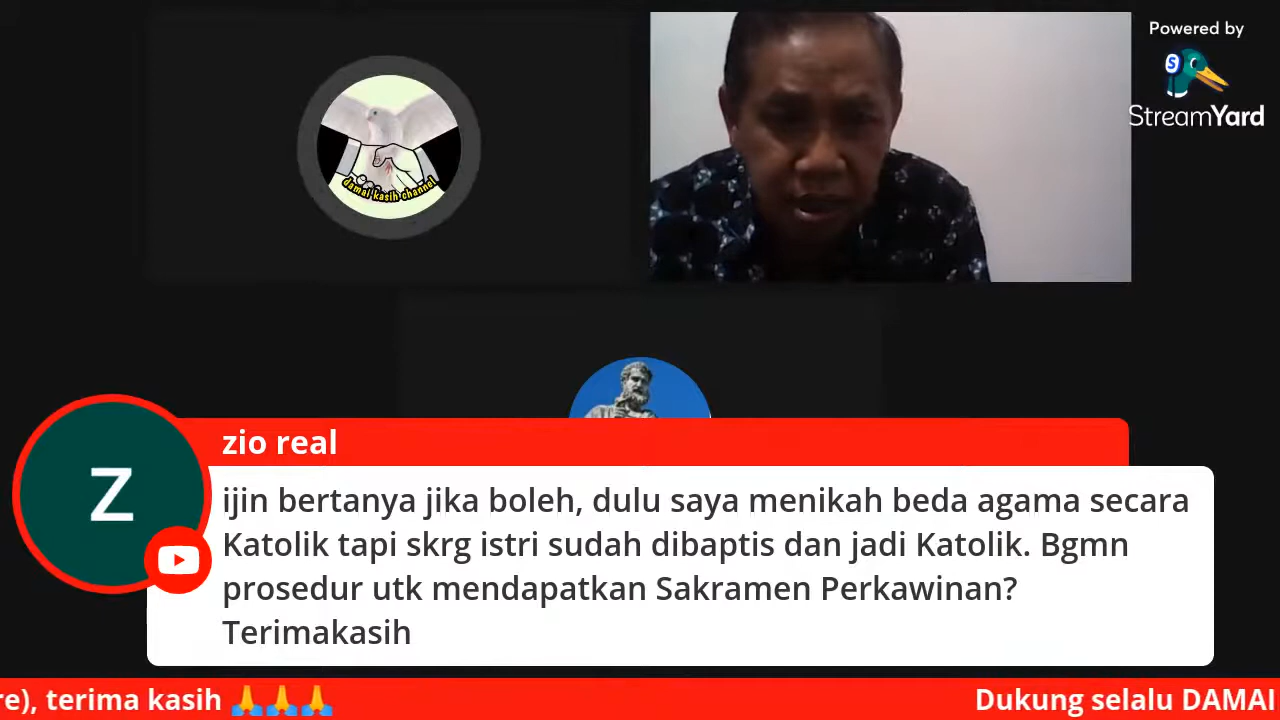 Powered by
StreamYard
damai kasih channel
zio real
Z
ijin bertanya jika boleh, dulu saya menikah beda agama secara
Katolik tapi skrg istri sudah dibaptis dan jadi Katolik. Bgmn
prosedur utk mendapatkan Sakramen Perkawinan?
Terimakasih
re), terima kasih 🙏🙏🙏 Dukung selalu DAMAI